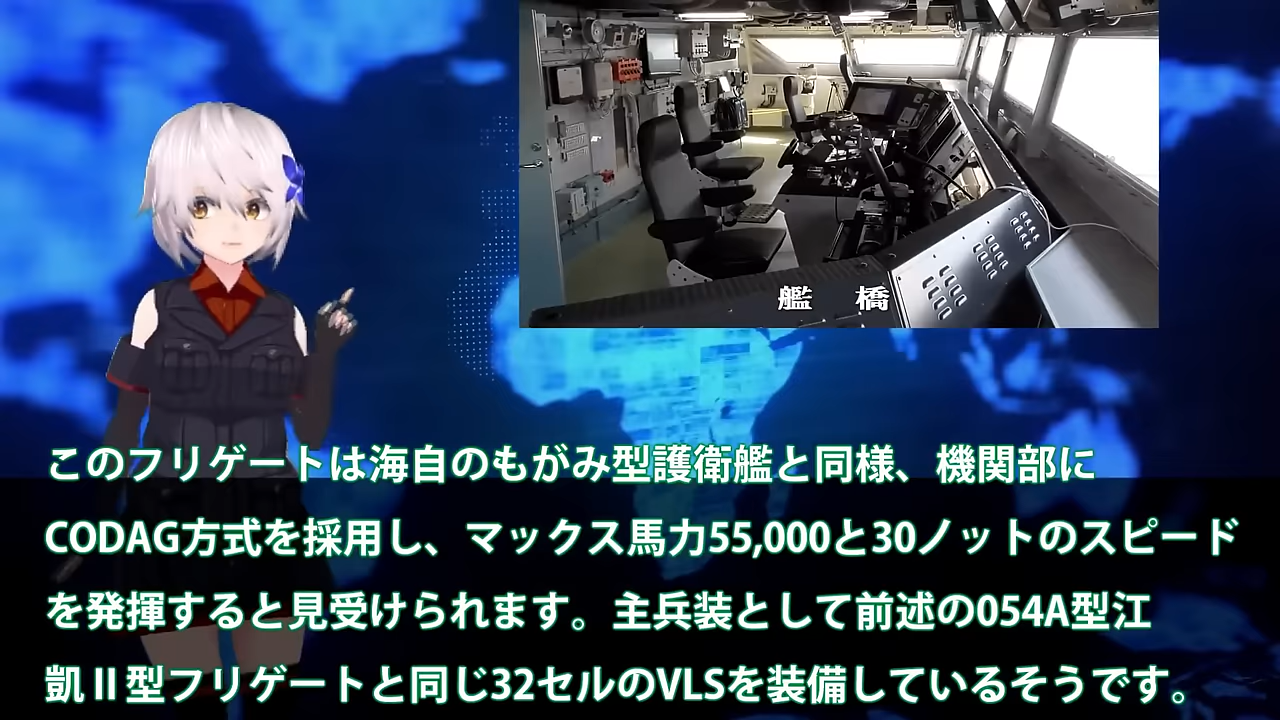 艦 橋
このフリゲートは海自のもがみ型護衛艦と同様、機関部に
CODAG方式を採用し、マックス馬力55,000と30ノットのスピード
を発揮すると見受けられます。主兵装として前述の054A型江
凱Ⅱ型フリゲートと同じ32セルのVLSを装備しているそうです。